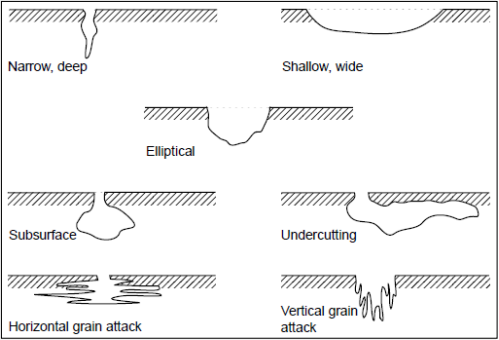 Narrow, deep
Shallow, wide
Elliptical
Subsurface
Undercutting
Horizontal grain attack
Vertical grain
attack